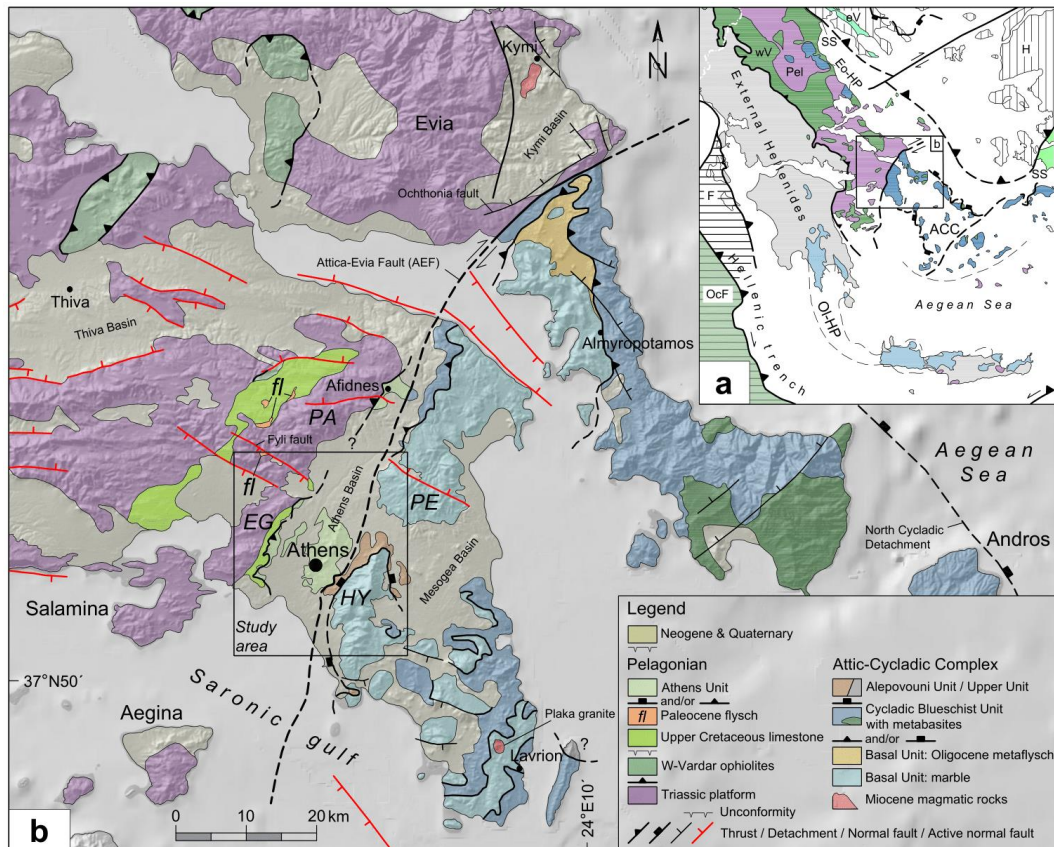 Kymi
N
Evia
Kymi Basin
Ochthonia fault
Attica-Evia Fault (AEF)
Thiva
Thiva Basin
Almyropotamos
fl
Afidnes
PA
Fyli fault
?
fl
EG
Athens Basin
PE
Athens
HY
Mesogea Basin
Salamina
Study
area
37°N50´
Saronic gulf
Aegina
Plaka granite
Lavrion
?
24°E10´
0 10 20 km
b
Aegean
Sea
North Cycladic
Detachment
Andros
eV
SS
H
wV
Pel
Eo-HP
External Hellenides
b
F
SS
ACC
Hellenic trench
OcF
Ol-HP
Aegean Sea
a
Legend
Neogene & Quaternary
Pelagonian
Athens Unit
and/or
fl Paleocene flysch
Upper Cretaceous limestone
W-Vardar ophiolites
Triassic platform
Attic-Cycladic Complex
Alepovouni Unit / Upper Unit
Cycladic Blueschist Unit
with metabasites
and/or
Basal Unit: Oligocene metaflysch
Basal Unit: marble
Miocene magmatic rocks
Unconformity
Thrust / Detachment / Normal fault / Active normal fault